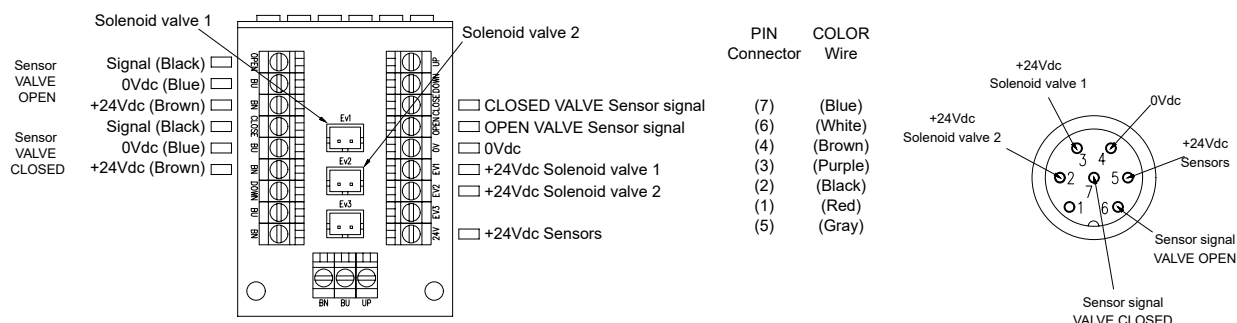 Solenoid valve 1
Solenoid valve 2
Sensor
VALVE
OPEN
Signal (Black)
0Vdc (Blue)
+24Vdc (Brown)
Sensor
VALVE
CLOSED
Signal (Black)
0Vdc (Blue)
+24Vdc (Brown)
OPEN
BU
BN
CLOSE
BU
BN
DOWN
BU
BN
Ev1
Ev2
Ev3
UP
DOWN
CLOSE
OPEN
0V
EV1
EV2
EV3
24V
BN BU UP
CLOSED VALVE Sensor signal
OPEN VALVE Sensor signal
0Vdc
+24Vdc Solenoid valve 1
+24Vdc Solenoid valve 2
+24Vdc Sensors
PIN COLOR
Connector Wire
(7) (Blue)
(6) (White)
(4) (Brown)
(3) (Purple)
(2) (Black)
(1) (Red)
(5) (Gray)
+24Vdc
Solenoid valve 1
0Vdc
+24Vdc
Solenoid valve 2
+24Vdc
Sensors
3 4
2 5
7
1 6
Sensor signal
VALVE OPEN
Sensor signal
VALVE CLOSED